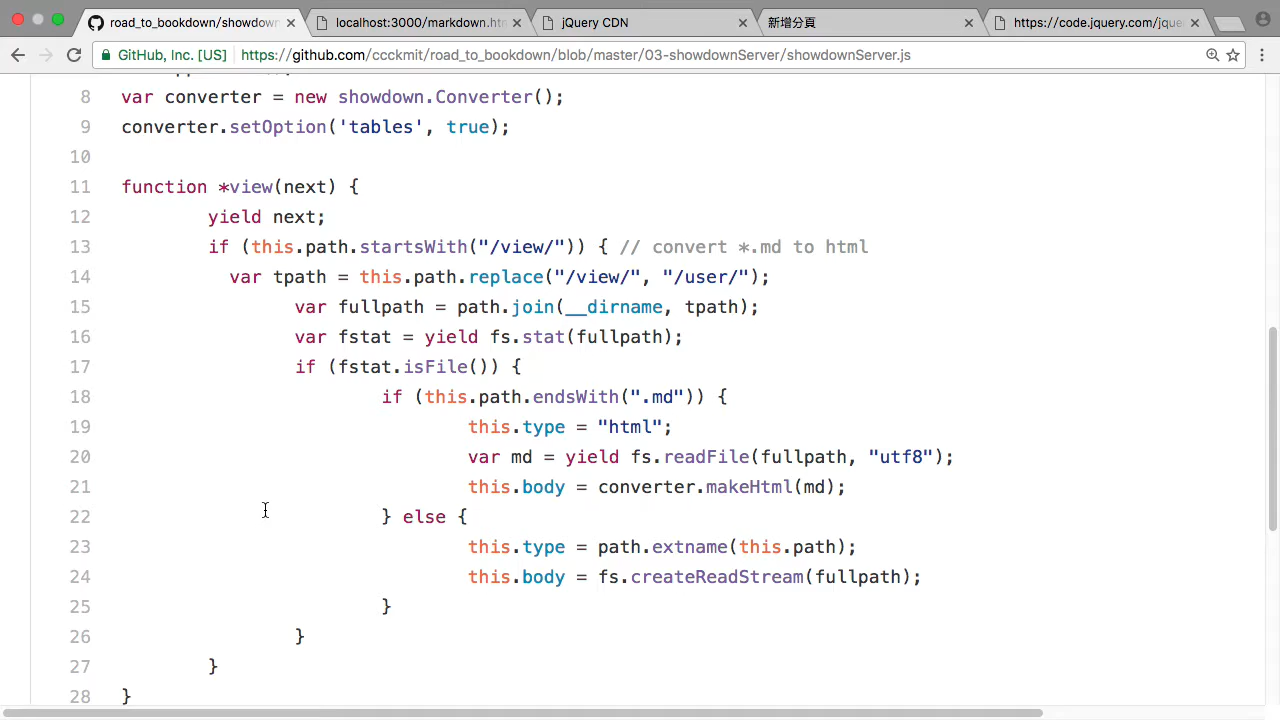 road_to_bookdown/showdown
localhost:3000/markdown.htm
jQuery CDN
新增分頁
https://code.jquery.com/jque
GitHub, Inc. [US] https://github.com/ccckmit/road_to_bookdown/blob/master/03-showdownServer/showdownServer.js
8 var converter = new showdown.Converter();
9 converter.setOption('tables', true);
10
11 function *view(next) {
12 yield next;
13 if (this.path.startsWith("/view/")) { // convert *.md to html
14 var tpath = this.path.replace("/view/", "/user/");
15 var fullpath = path.join(__dirname, tpath);
16 var fstat = yield fs.stat(fullpath);
17 if (fstat.isFile()) {
18 if (this.path.endsWith(".md")) {
19 this.type = "html";
20 var md = yield fs.readFile(fullpath, "utf8");
21 this.body = converter.makeHtml(md);
22 } else {
23 this.type = path.extname(this.path);
24 this.body = fs.createReadStream(fullpath);
25 }
26 }
27 }
28 }